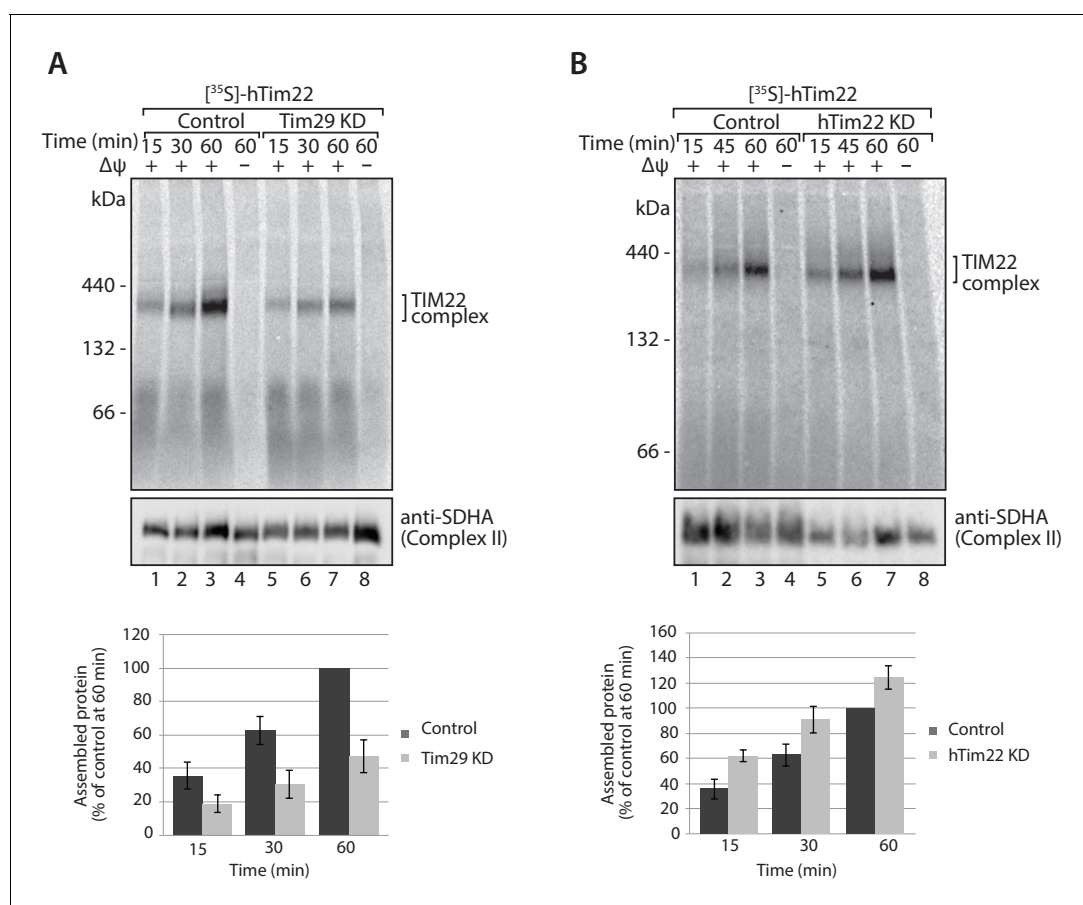 A
[³⁵S]-hTim22
Control Tim29 KD
Time (min) 15 30 60 60 15 30 60 60
Δψ + + + – + + + –
kDa
440 -
TIM22
complex
132 -
66 -
anti-SDHA
(Complex II)
1 2 3 4 5 6 7 8
120
100
80
60
40
20
0
Assembled protein
(% of control at 60 min)
15 30 60
Time (min)
Control
Tim29 KD
B
[³⁵S]-hTim22
Control hTim22 KD
Time (min) 15 45 60 60 15 45 60 60
Δψ + + + – + + + –
kDa
440 -
TIM22
complex
132 -
66 -
anti-SDHA
(Complex II)
1 2 3 4 5 6 7 8
160
140
120
100
80
60
40
20
0
Assembled protein
(% of control at 60 min)
15 30 60
Time (min)
Control
hTim22 KD